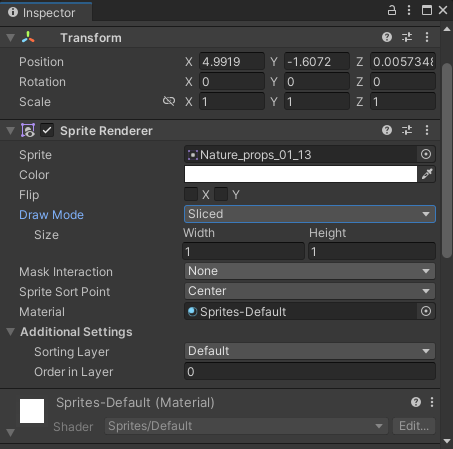 Inspector
Transform
Position X 4.9919 Y -1.6072 Z 0.0057348
Rotation X 0 Y 0 Z 0
Scale X 1 Y 1 Z 1
Sprite Renderer
Sprite Nature_props_01_13
Color
Flip X Y
Draw Mode Sliced
Size Width Height
1 1
Mask Interaction None
Sprite Sort Point Center
Material Sprites-Default
Additional Settings
Sorting Layer Default
Order in Layer 0
Sprites-Default (Material)
Shader Sprites/Default Edit...